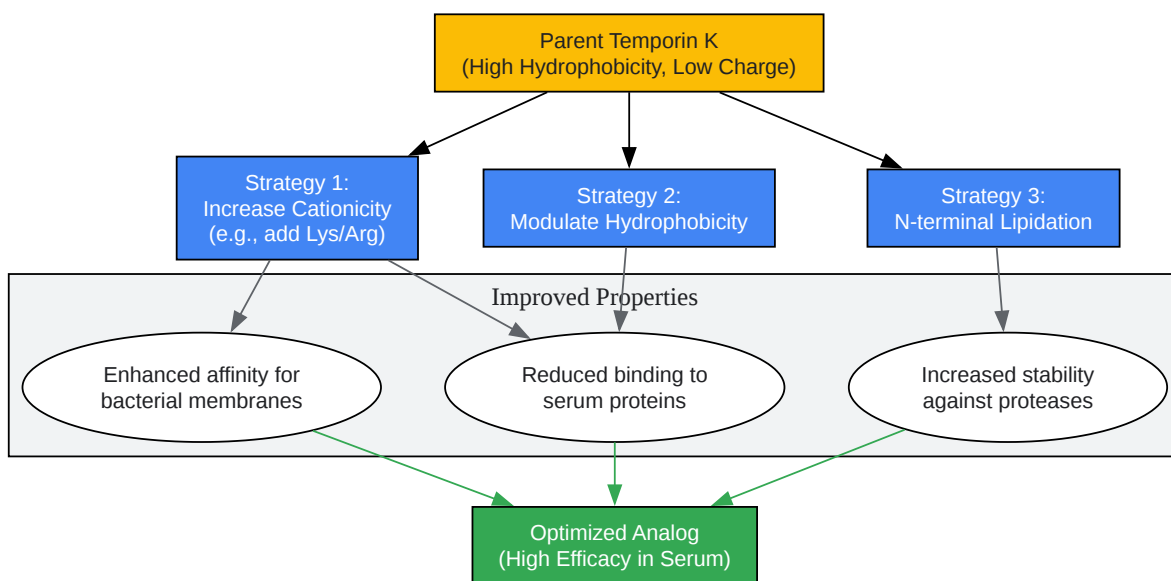 Parent Temporin K
(High Hydrophobicity, Low Charge)
Strategy 1:
Increase Cationicity
(e.g., add Lys/Arg)
Strategy 2:
Modulate Hydrophobicity
Strategy 3:
N-terminal Lipidation
Improved Properties
Enhanced affinity for
bacterial membranes
Reduced binding to
serum proteins
Increased stability
against proteases
Optimized Analog
(High Efficacy in Serum)